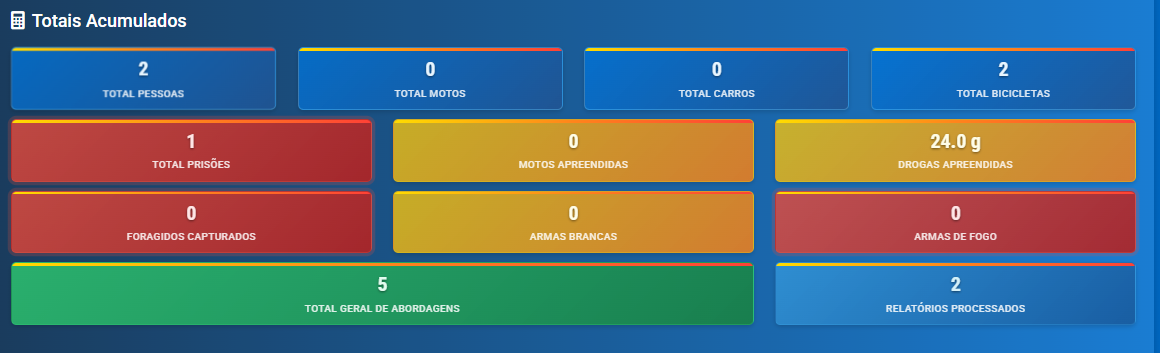 Totais Acumulados
2
TOTAL PESSOAS
0
TOTAL MOTOS
0
TOTAL CARROS
2
TOTAL BICICLETAS
1
TOTAL PRISÕES
0
MOTOS APREENDIDAS
24.0 g
DROGAS APREENDIDAS
0
FORAGIDOS CAPTURADOS
0
ARMAS BRANCAS
0
ARMAS DE FOGO
5
TOTAL GERAL DE ABORDAGENS
2
RELATÓRIOS PROCESSADOS